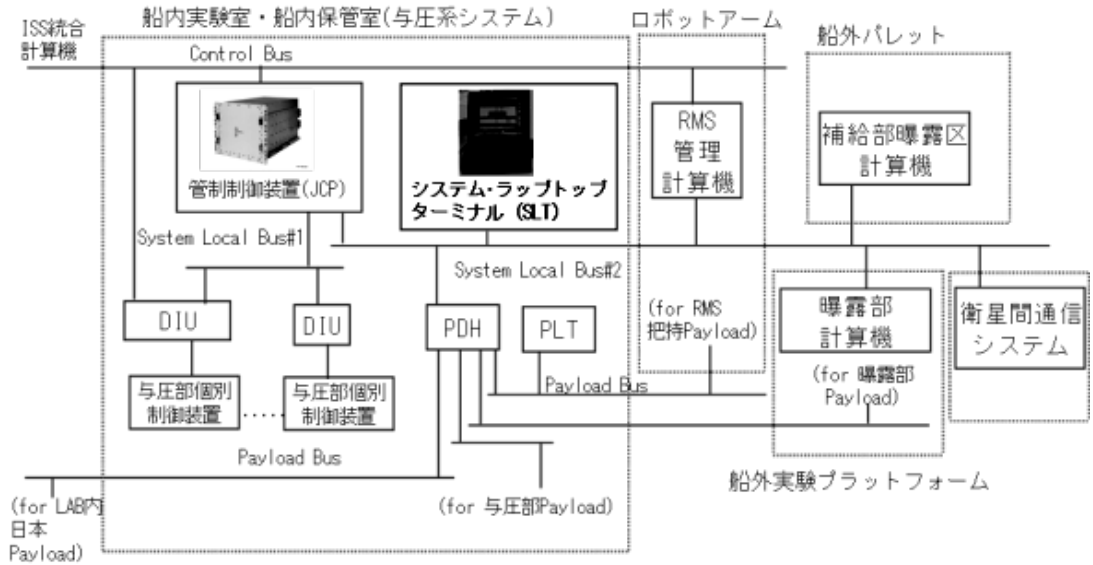 船内実験室・船内保管室(与圧系システム)
ロボットアーム
船外パレット
ISS統合
計算機
Control Bus
管制制御装置(JCP)
システム・ラップトップ
ターミナル (SLT)
RMS
管理
計算機
補給部曝露区
計算機
System Local Bus#1
System Local Bus#2
DIU
DIU
PDH
PLT
(for RMS
把持Payload)
曝露部
計算機
衛星間通信
システム
与圧部個別
制御装置
.....
与圧部個別
制御装置
Payload Bus
(for 曝露部
Payload)
Payload Bus
(for LAB内
日本
Payload)
(for 与圧部Payload)
船外実験プラットフォーム